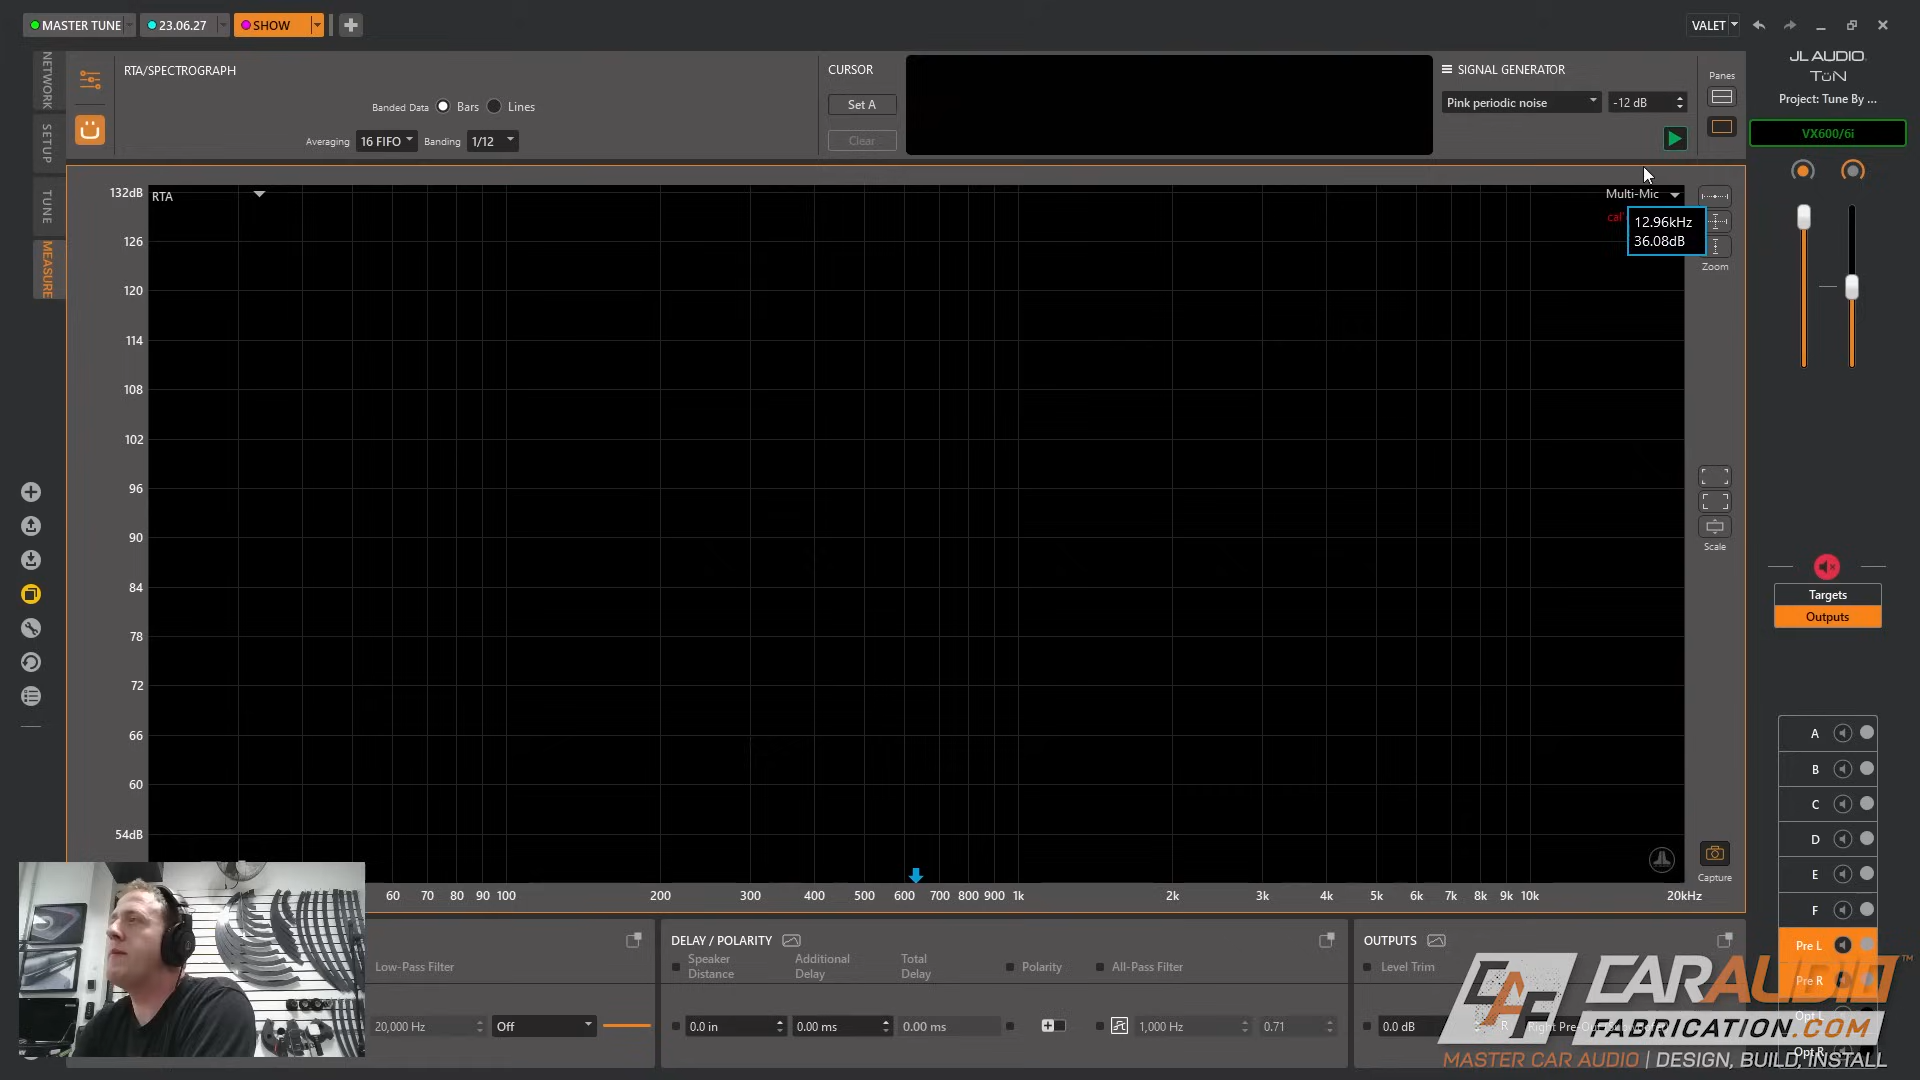 MASTER TUNE
23.06.27
SHOW
VALET
NETWORK
SETUP
TUNE
MEASURE
RTA/SPECTROGRAPH
Banded Data
Bars
Lines
Averaging
16 FIFO
Banding
1/12
CURSOR
Set A
Clear
SIGNAL GENERATOR
Pink periodic noise
-12 dB
Panes
JL AUDIO
TüN
Project: Tune By ...
VX600/6i
RTA
Multi-Mic
cal
12.96kHz
36.08dB
Zoom
Scale
Capture
132dB
126
120
114
108
102
96
90
84
78
72
66
60
54dB
60 70 80 90 100 200 300 400 500 600 700 800 900 1k 2k 3k 4k 5k 6k 7k 8k 9k 10k 20kHz
Targets
Outputs
A
B
C
D
E
F
Pre L
Pre R
Opt L
Opt R
Low-Pass Filter
20,000 Hz
Off
DELAY / POLARITY
Speaker Distance
Additional Delay
Total Delay
Polarity
All-Pass Filter
0.0 in
0.00 ms
0.00 ms
1,000 Hz
0.71
OUTPUTS
Level Trim
0.0 dB
R
CAF
CARAUDIO™
FABRICATION.COM
MASTER CAR AUDIO | DESIGN, BUILD, INSTALL